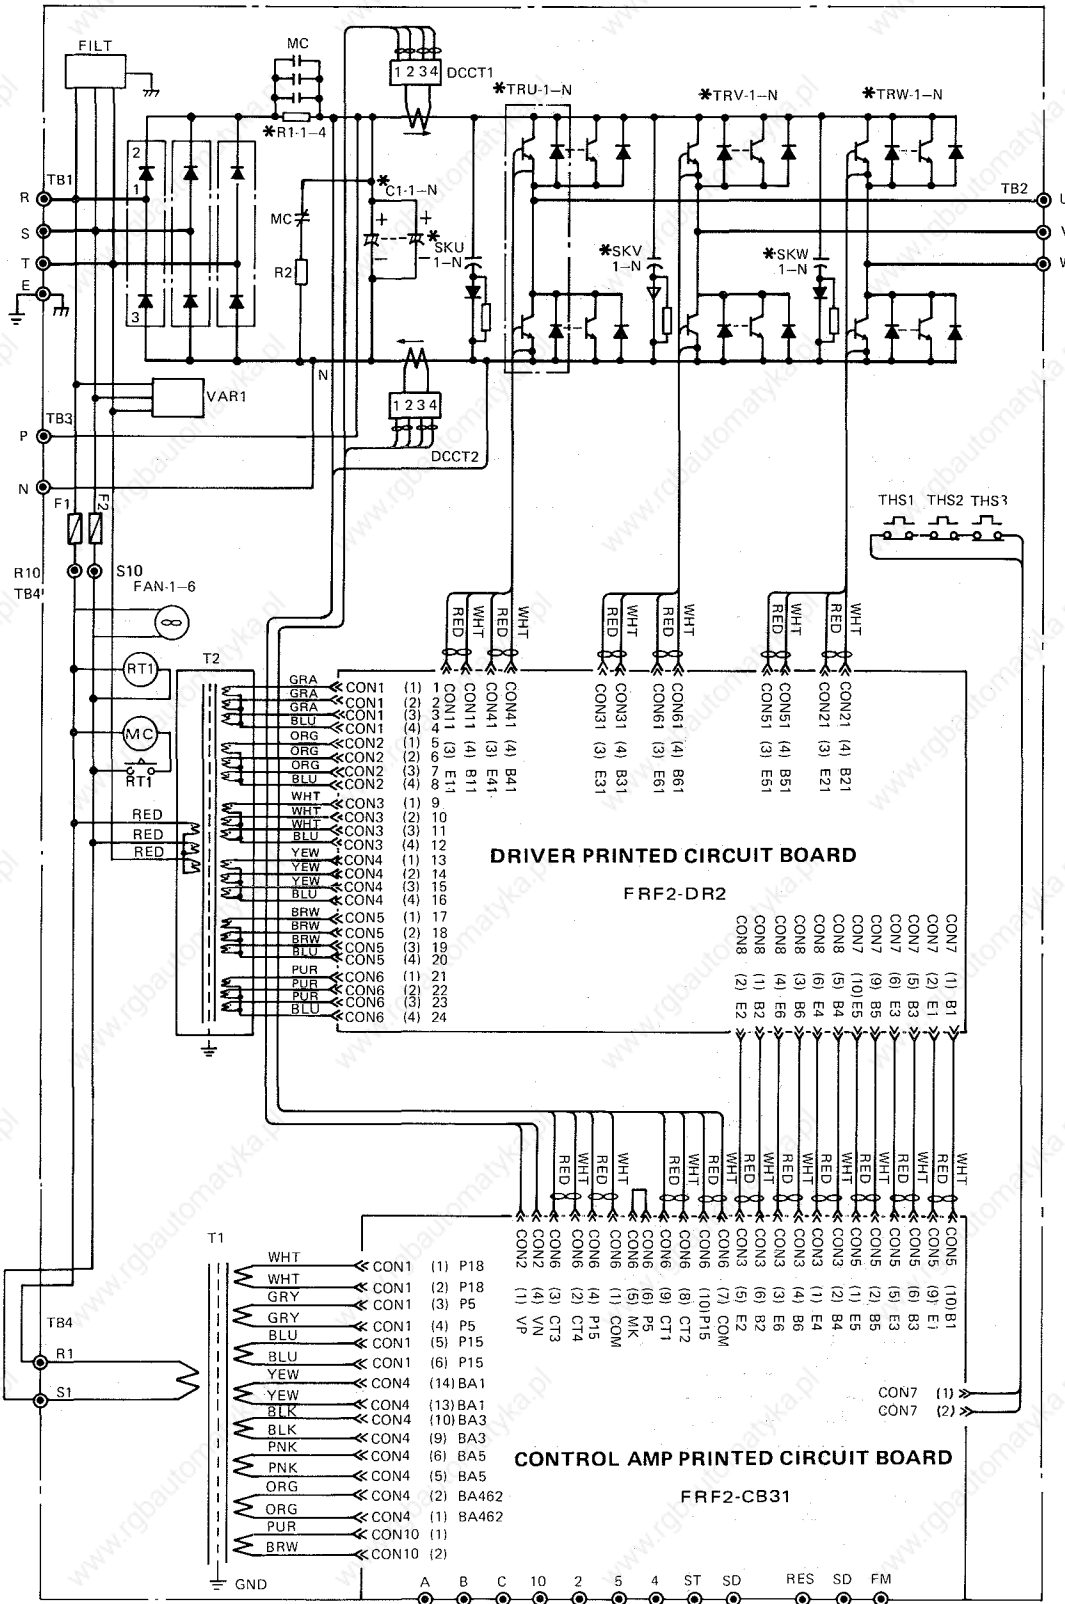 FILT
MC
1 2 3 4
DCCT1
*TRU-1-N
*TRV-1-N
*TRW-1-N
*R1-1-4
2
1
3
TB1
R
S
T
E
MC
R2
*C1-1-N
+
+
-
-
*SKU
1-N
*SKV
1-N
*SKW
1-N
TB2
U
V
W
N
VAR1
1 2 3 4
DCCT2
TB3
P
N
F1
F2
THS1 THS2 THS3
R10
S10
TB4
FAN-1-6
RT1
MC
RT1
T2
RED
RED
RED
RED WHT RED WHT
RED WHT RED WHT
RED WHT RED WHT
CON11 (3) E11
CON11 (4) B11
CON41 (3) E41
CON41 (4) B41
CON31 (3) E31
CON31 (4) B31
CON61 (3) E61
CON61 (4) B61
CON51 (3) E51
CON51 (4) B51
CON21 (3) E21
CON21 (4) B21
GRA CON1 (1) 1
GRA CON1 (2) 2
GRA CON1 (3) 3
BLU CON1 (4) 4
ORG CON2 (1) 5
ORG CON2 (2) 6
ORG CON2 (3) 7
BLU CON2 (4) 8
WHT CON3 (1) 9
WHT CON3 (2) 10
WHT CON3 (3) 11
BLU CON3 (4) 12
YEW CON4 (1) 13
YEW CON4 (2) 14
YEW CON4 (3) 15
BLU CON4 (4) 16
BRW CON5 (1) 17
BRW CON5 (2) 18
BRW CON5 (3) 19
BLU CON5 (4) 20
PUR CON6 (1) 21
PUR CON6 (2) 22
PUR CON6 (3) 23
BLU CON6 (4) 24
DRIVER PRINTED CIRCUIT BOARD
FRF2-DR2
CON8 (2) E2
CON8 (1) B2
CON8 (4) E6
CON8 (3) B6
CON8 (6) E4
CON8 (5) B4
CON7 (10) E5
CON7 (9) B5
CON7 (6) E3
CON7 (5) B3
CON7 (2) E1
CON7 (1) B1
RED WHT RED WHT RED WHT RED WHT RED WHT RED WHT RED WHT RED WHT RED WHT RED WHT
CON2 (1) VP
CON2 (4) VN
CON6 (3) CT3
CON6 (2) CT4
CON6 (4) P15
CON6 (1) COM
CON6 (5) MK
CON6 (6) P5
CON6 (9) CT1
CON6 (8) CT2
CON6 (10) P15
CON6 (7) COM
CON3 (5) E2
CON3 (6) B2
CON3 (3) E6
CON3 (4) B6
CON3 (1) E4
CON3 (2) B4
CON5 (1) E5
CON5 (2) B5
CON5 (5) E3
CON5 (6) B3
CON5 (9) E1
CON5 (10) B1
T1
WHT CON1 (1) P18
WHT CON1 (2) P18
GRY CON1 (3) P5
GRY CON1 (4) P5
BLU CON1 (5) P15
BLU CON1 (6) P15
YEW CON4 (14) BA1
YEW CON4 (13) BA1
BLK CON4 (10) BA3
BLK CON4 (9) BA3
PNK CON4 (6) BA5
PNK CON4 (5) BA5
ORG CON4 (2) BA462
ORG CON4 (1) BA462
PUR CON10 (1)
BRW CON10 (2)
TB4
R1
S1
GND
CON7 (1)
CON7 (2)
CONTROL AMP PRINTED CIRCUIT BOARD
FRF2-CB31
A B C 10 2 5 4 ST SD RES SD FM
www.rgbautomatyka.pl